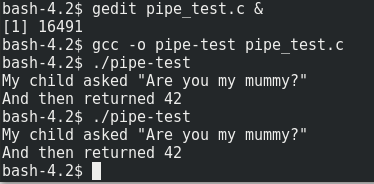 bash-4.2$ gedit pipe_test.c &
[1] 16491
bash-4.2$ gcc -o pipe-test pipe_test.c
bash-4.2$ ./pipe-test
My child asked "Are you my mummy?"
And then returned 42
bash-4.2$ ./pipe-test
My child asked "Are you my mummy?"
And then returned 42
bash-4.2$